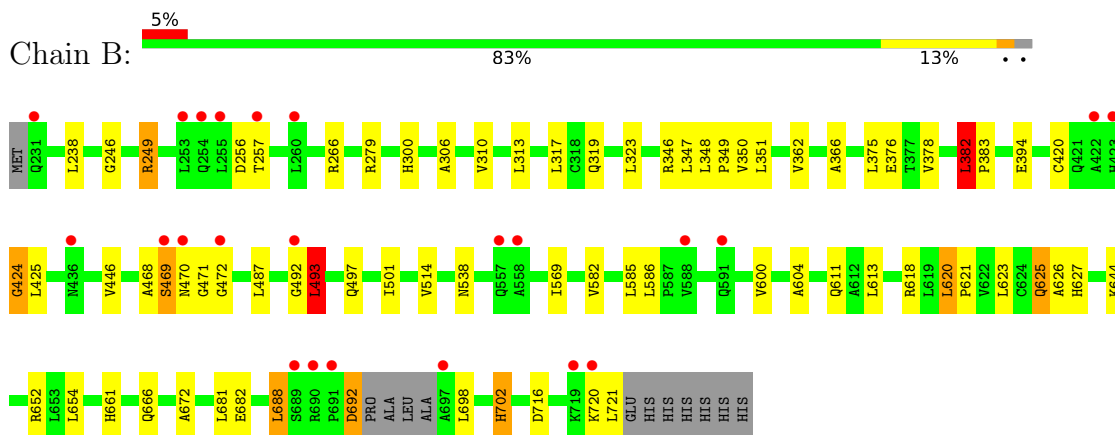 5%
Chain B:
83% 13% . .
MET Q231 L238 G246 R249 L253 Q254 L255 D256 T257 L260 R266 R279 H300 A306 V310 L313 L317 C318 Q319 L323 R346 L347 L348 P349 V350 L351 V362 A366 L375 E376 T377 V378 L382 P383 E394 C420 Q421 A422 H423
G424 L425 N436 V446 A468 S469 N470 G471 G472 L487 G492 L493 Q497 I501 V514 N538 Q557 A558 I569 V582 L585 L586 P587 V588 Q591 V600 A604 Q611 A612 L613 R618 L619 L620 P621 V622 L623 C624 Q625 A626 H627 K644
R652 L653 L654 H661 Q666 A672 L681 E682 L688 S689 R690 P691 D692 PRO ALA LEU ALA A697 L698 H702 D716 K719 K720 L721 GLU HIS HIS HIS HIS HIS HIS